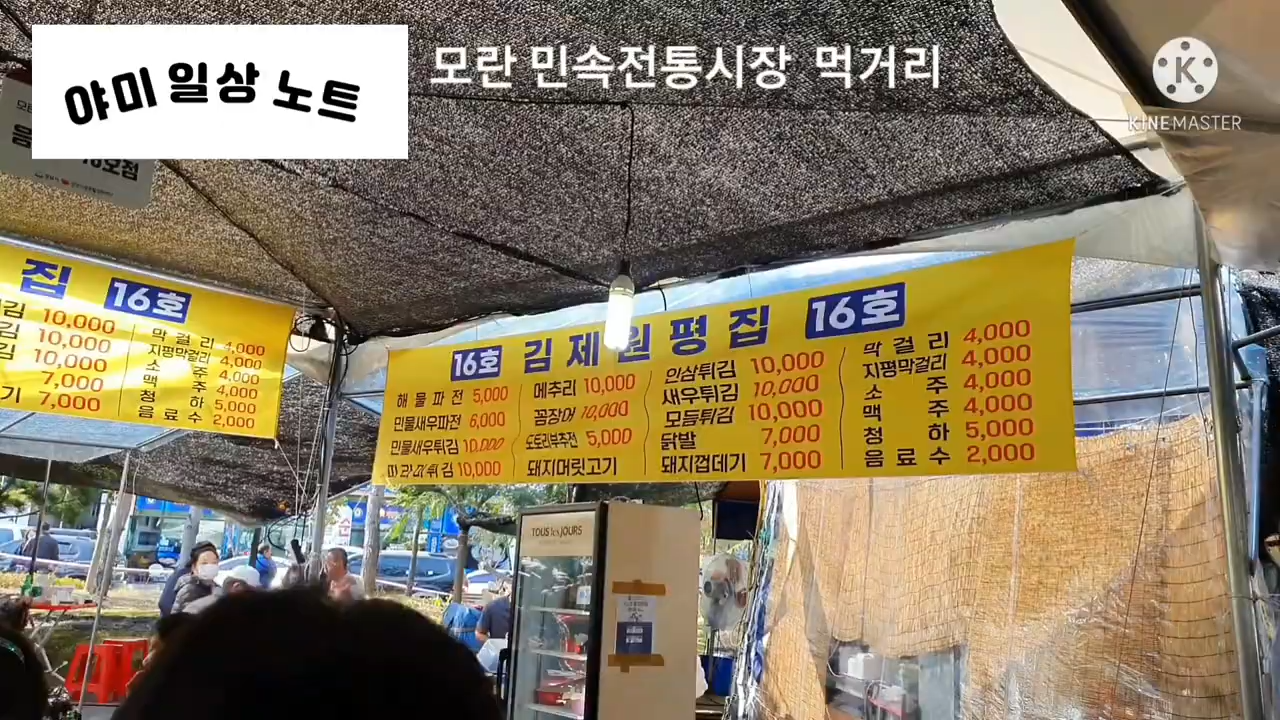 야미 일상 노트
모란 민속전통시장 먹거리
K
KINEMASTER
집 16호
10,000
10,000
10,000
기 7,000
막걸리 4,000
지평막걸리 4,000
소주 4,000
맥주 4,000
청하 5,000
음료수 2,000
16호 김제원평집 16호
해물파전 5,000
민물새우파전 6,000
민물새우튀김 10,000
튀김 10,000
메추리 10,000
꼼장어 10,000
도토리부추전 5,000
돼지머릿고기
인삼튀김 10,000
새우튀김 10,000
모듬튀김 10,000
닭발 7,000
돼지껍데기 7,000
막걸리 4,000
지평막걸리 4,000
소주 4,000
맥주 4,000
청하 5,000
음료수 2,000
TOUS les JOURS